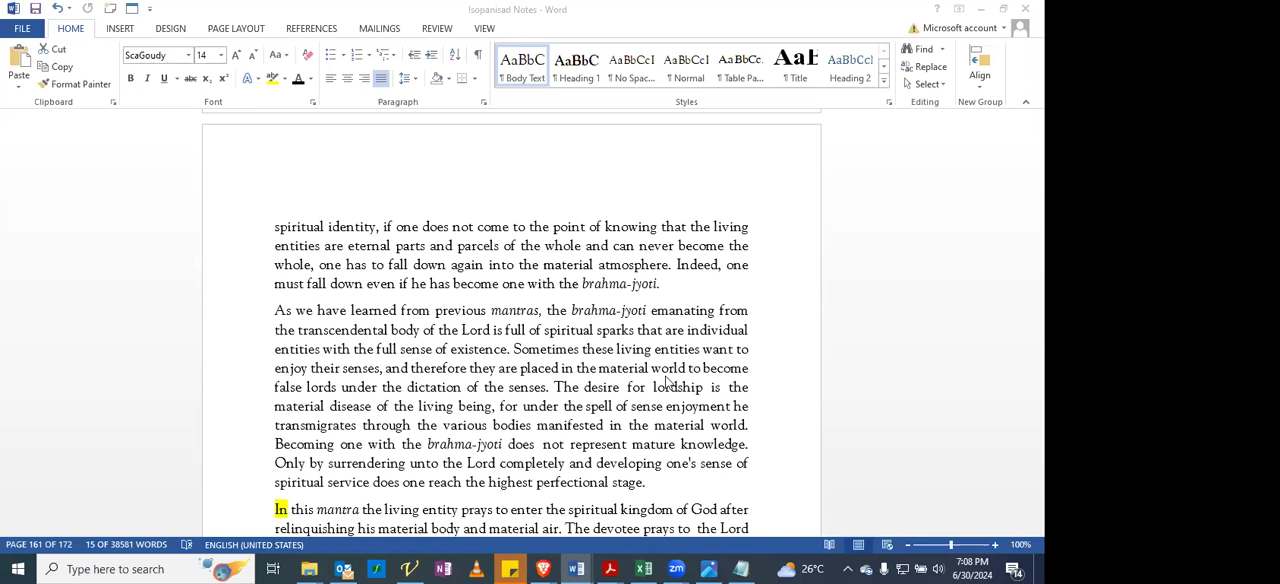 Isopanisad Notes - Word
FILE HOME INSERT DESIGN PAGE LAYOUT REFERENCES MAILINGS REVIEW VIEW Microsoft account
Paste Cut Copy Format Painter
ScaGoudy 14
AaBbC Body Text AaBbC Heading 1 AaBbCcI No Spac... AaBbCcI Normal AaBbCc. Table Pa... AaB Title AaBbCcI Heading 2
Find Replace Select Align
Clipboard Font Paragraph Styles Editing New Group
spiritual identity, if one does not come to the point of knowing that the living
entities are eternal parts and parcels of the whole and can never become the
whole, one has to fall down again into the material atmosphere. Indeed, one
must fall down even if he has become one with the brahma-jyoti.
As we have learned from previous mantras, the brahma-jyoti emanating from
the transcendental body of the Lord is full of spiritual sparks that are individual
entities with the full sense of existence. Sometimes these living entities want to
enjoy their senses, and therefore they are placed in the material world to become
false lords under the dictation of the senses. The desire for lordship is the
material disease of the living being, for under the spell of sense enjoyment he
transmigrates through the various bodies manifested in the material world.
Becoming one with the brahma-jyoti does not represent mature knowledge.
Only by surrendering unto the Lord completely and developing one's sense of
spiritual service does one reach the highest perfectional stage.
In this mantra the living entity prays to enter the spiritual kingdom of God after
relinquishing his material body and material air. The devotee prays to the Lord
PAGE 161 OF 172 15 OF 38581 WORDS ENGLISH (UNITED STATES) 100%
Type here to search 26°C 7:08 PM
6/30/2024 14